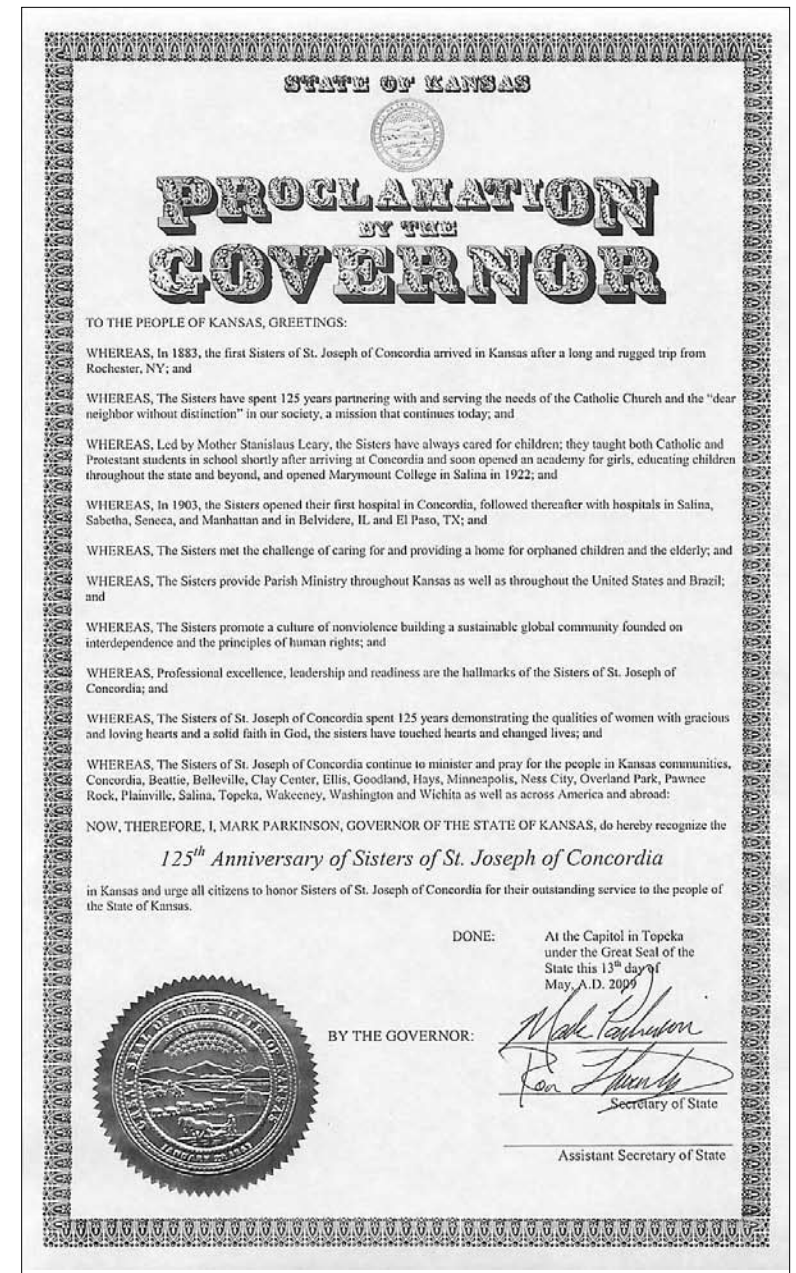 STATE OF KANSAS
PROCLAMATION
BY THE
GOVERNOR
TO THE PEOPLE OF KANSAS, GREETINGS:
WHEREAS, In 1883, the first Sisters of St. Joseph of Concordia arrived in Kansas after a long and rugged trip from
Rochester, NY; and
WHEREAS, The Sisters have spent 125 years partnering with and serving the needs of the Catholic Church and the “dear
neighbor without distinction” in our society, a mission that continues today; and
WHEREAS, Led by Mother Stanislaus Leary, the Sisters have always cared for children; they taught both Catholic and
Protestant students in school shortly after arriving at Concordia and soon opened an academy for girls, educating children
throughout the state and beyond, and opened Marymount College in Salina in 1922; and
WHEREAS, In 1903, the Sisters opened their first hospital in Concordia, followed thereafter with hospitals in Salina,
Sabetha, Seneca, and Manhattan and in Belvidere, IL and El Paso, TX; and
WHEREAS, The Sisters met the challenge of caring for and providing a home for orphaned children and the elderly; and
WHEREAS, The Sisters provide Parish Ministry throughout Kansas as well as throughout the United States and Brazil;
and
WHEREAS, The Sisters promote a culture of nonviolence building a sustainable global community founded on
interdependence and the principles of human rights; and
WHEREAS, Professional excellence, leadership and readiness are the hallmarks of the Sisters of St. Joseph of
Concordia; and
WHEREAS, The Sisters of St. Joseph of Concordia spent 125 years demonstrating the qualities of women with gracious
and loving hearts and a solid faith in God, the sisters have touched hearts and changed lives; and
WHEREAS, The Sisters of St. Joseph of Concordia continue to minister and pray for the people in Kansas communities,
Concordia, Beattie, Belleville, Clay Center, Ellis, Goodland, Hays, Minneapolis, Ness City, Overland Park, Pawnee
Rock, Plainville, Salina, Topeka, Wakeeney, Washington and Wichita as well as across America and abroad:
NOW, THEREFORE, I, MARK PARKINSON, GOVERNOR OF THE STATE OF KANSAS, do hereby recognize the
125th Anniversary of Sisters of St. Joseph of Concordia
in Kansas and urge all citizens to honor Sisters of St. Joseph of Concordia for their outstanding service to the people of
the State of Kansas.
DONE:
At the Capitol in Topeka
under the Great Seal of the
State this 13th day of
May, A.D. 2009
BY THE GOVERNOR:
Mark Parkinson
Ron
Secretary of State
Assistant Secretary of State
GREAT SEAL OF THE STATE OF KANSAS